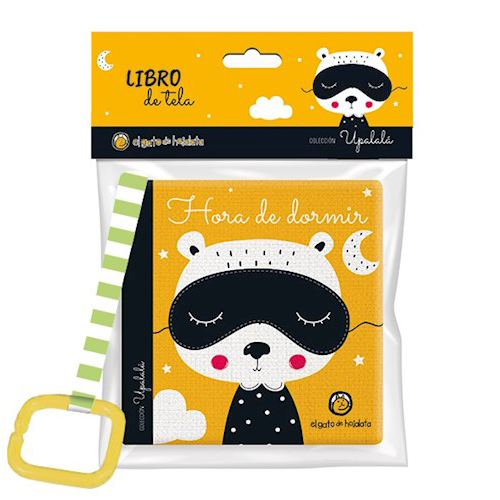 LIBRO
de tela
el gato de hojalata
COLECCIÓN Upalalá
Hora de dormir
COLECCIÓN Upalalá
el gato de hojalata